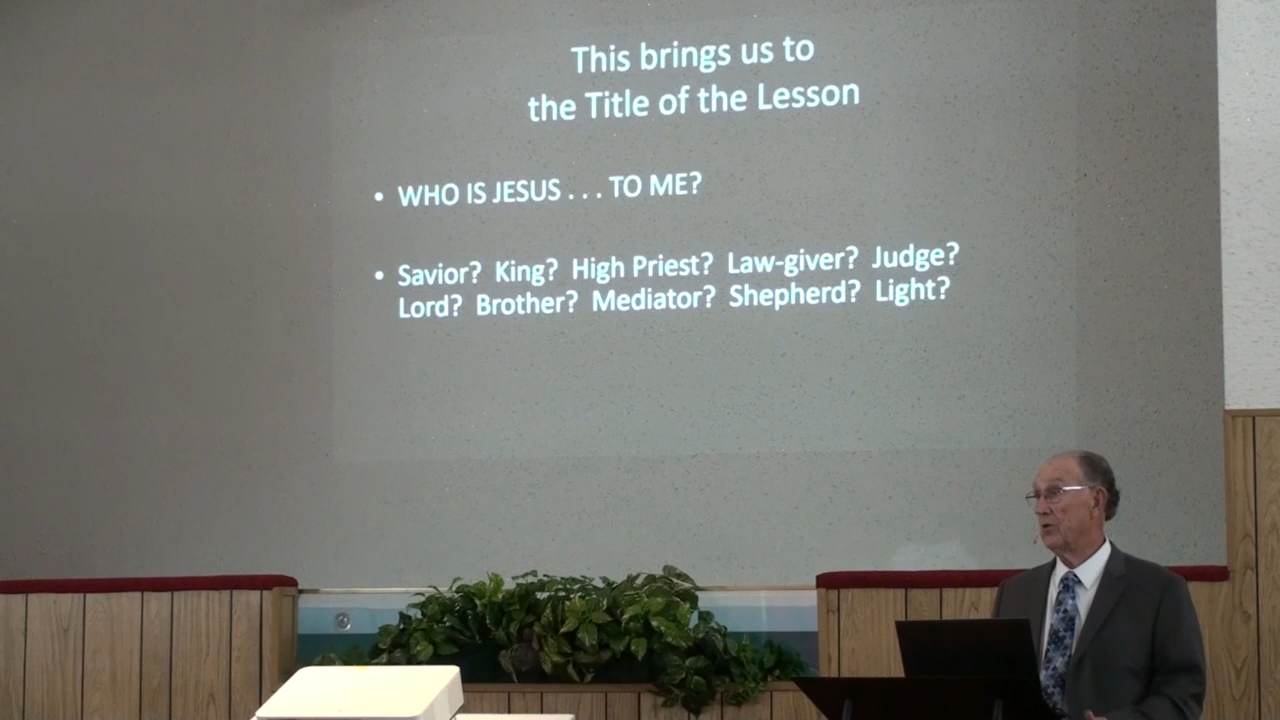 This brings us to
the Title of the Lesson
• WHO IS JESUS . . . TO ME?
• Savior? King? High Priest? Law-giver? Judge?
Lord? Brother? Mediator? Shepherd? Light?